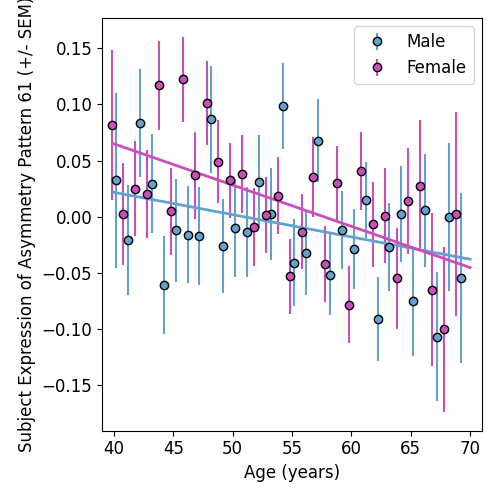 Male
Female
0.15
0.10
0.05
0.00
−0.05
−0.10
−0.15
Subject Expression of Asymmetry Pattern 61 (+/- SEM)
40 45 50 55 60 65 70
Age (years)